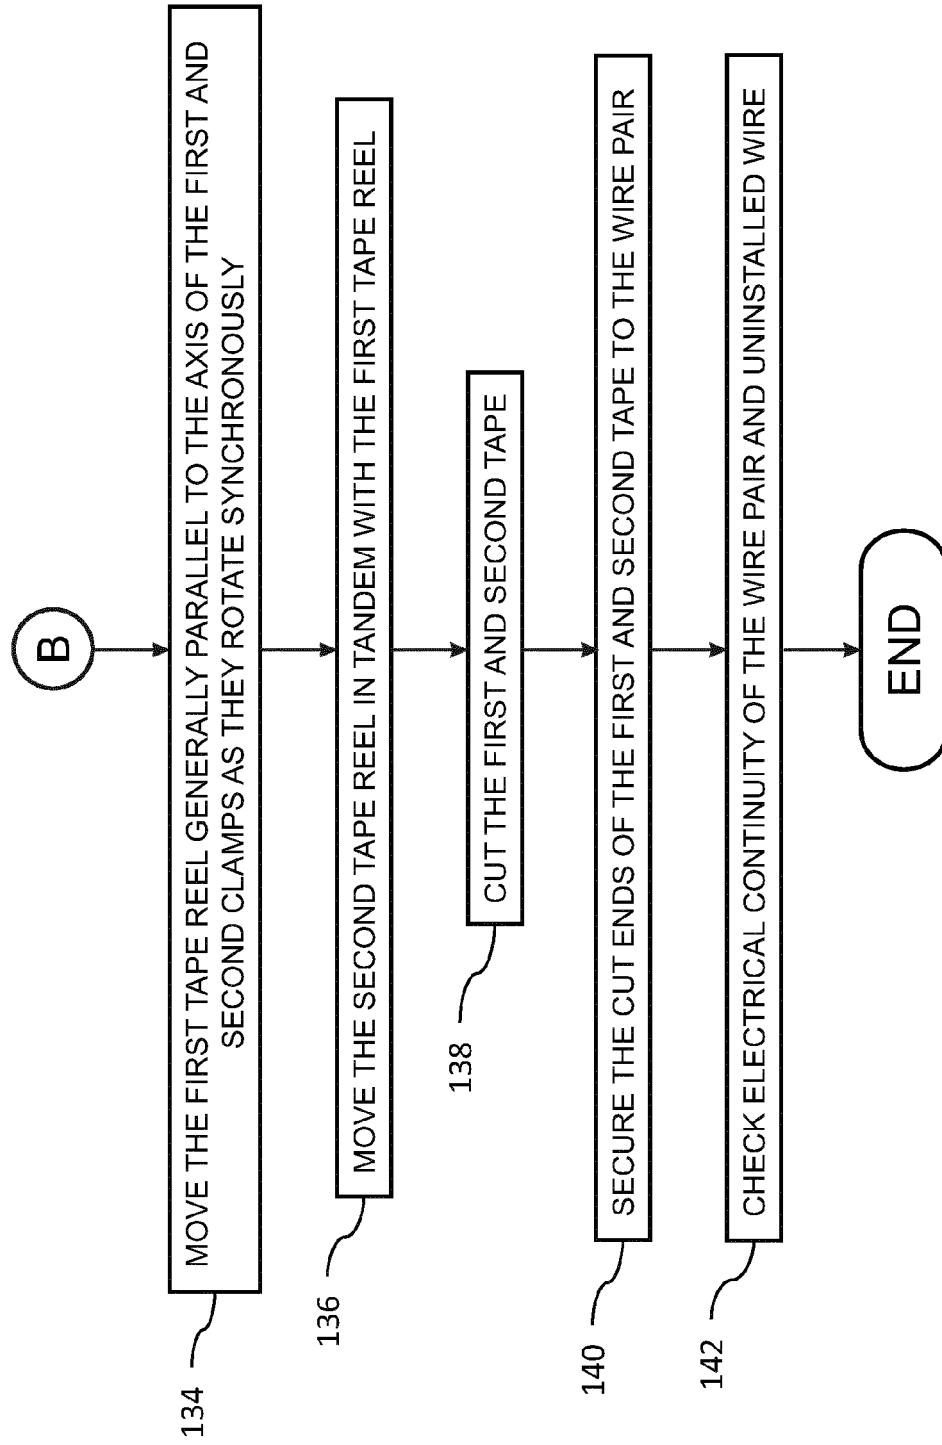 B
134
MOVE THE FIRST TAPE REEL GENERALLY PARALLEL TO THE AXIS OF THE FIRST AND
SECOND CLAMPS AS THEY ROTATE SYNCHRONOUSLY
136
MOVE THE SECOND TAPE REEL IN TANDEM WITH THE FIRST TAPE REEL
138
CUT THE FIRST AND SECOND TAPE
140
SECURE THE CUT ENDS OF THE FIRST AND SECOND TAPE TO THE WIRE PAIR
142
CHECK ELECTRICAL CONTINUITY OF THE WIRE PAIR AND UNINSTALLED WIRE
END